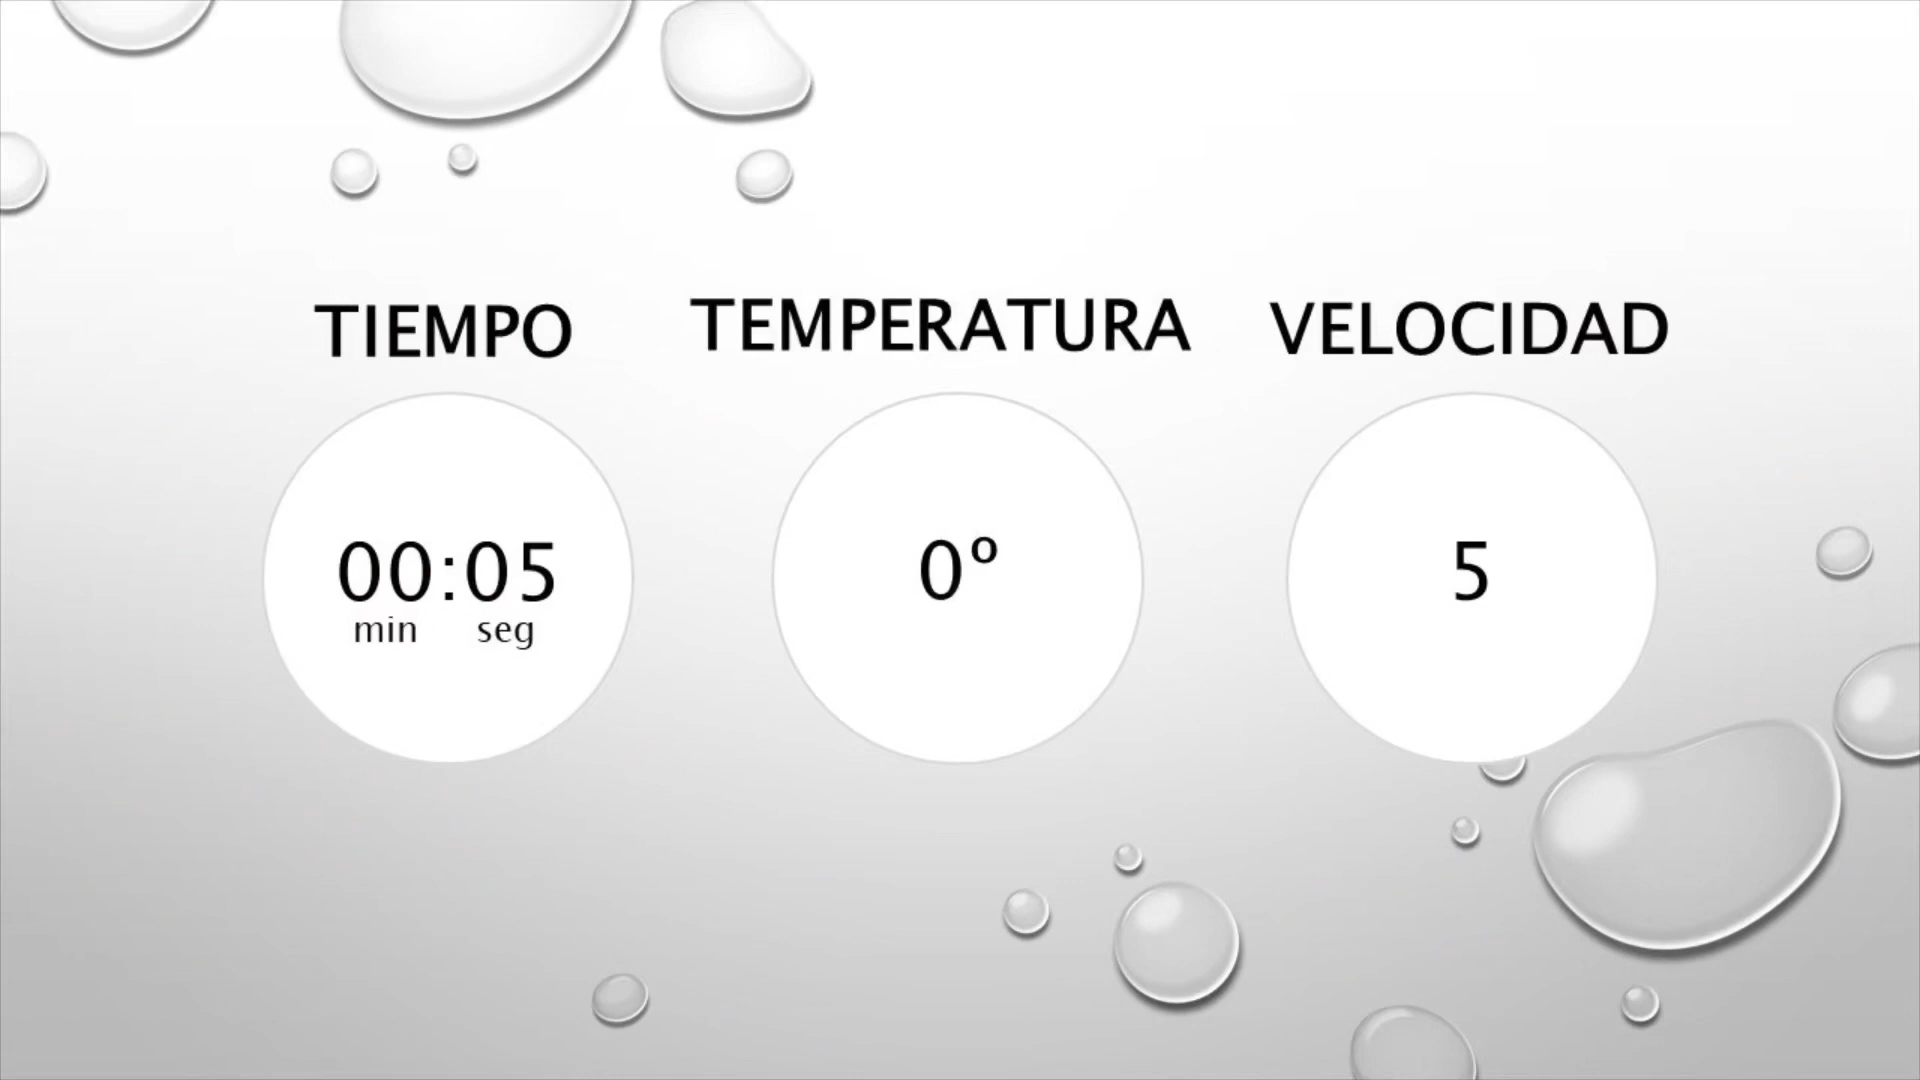 TIEMPO
TEMPERATURA
VELOCIDAD
00:05
min seg
0º
5